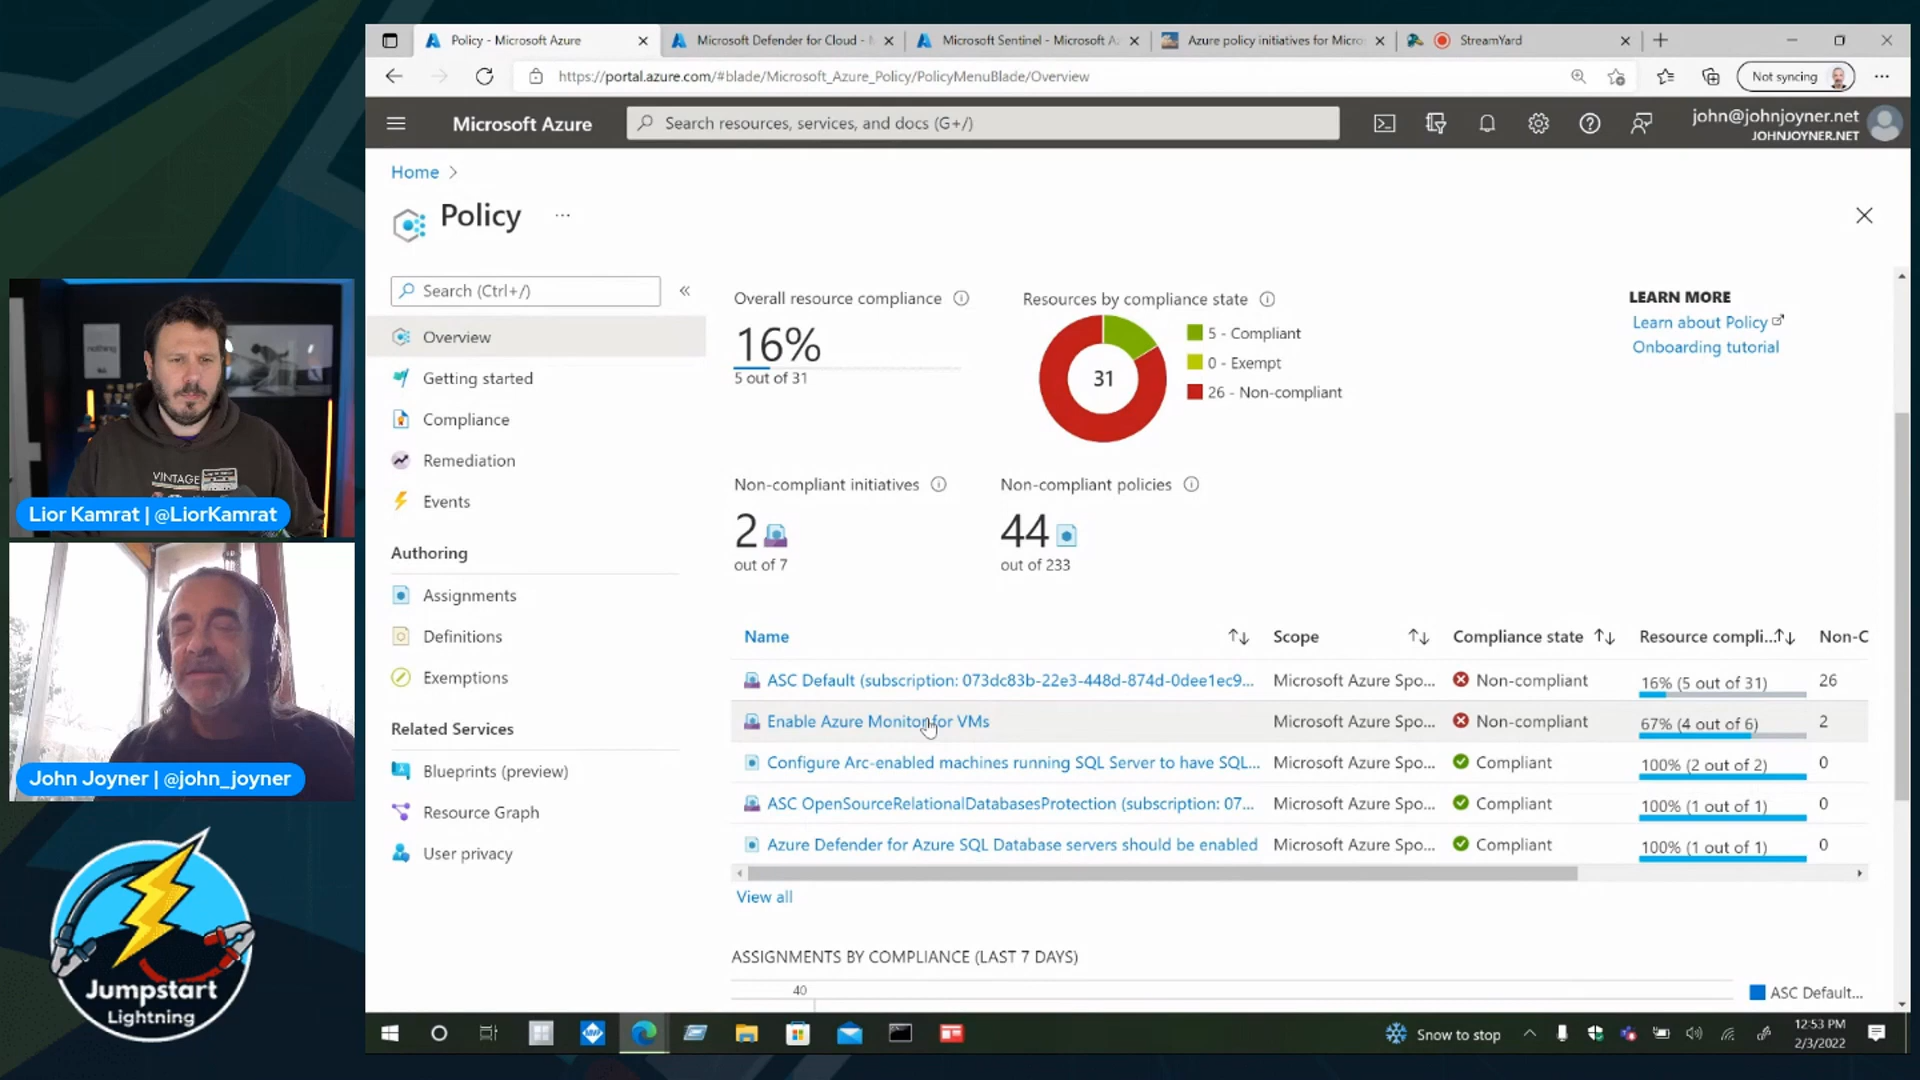 Policy - Microsoft Azure
Microsoft Defender for Cloud -
Microsoft Sentinel - Microsoft A
Azure policy initiatives for Micro
StreamYard
https://portal.azure.com/#blade/Microsoft_Azure_Policy/PolicyMenuBlade/Overview
Not syncing
Microsoft Azure
Search resources, services, and docs (G+/)
john@johnjoyner.net
JOHNJOYNER.NET
Home
Policy
Search (Ctrl+/)
Overview
Getting started
Compliance
Remediation
Events
Authoring
Assignments
Definitions
Exemptions
Related Services
Blueprints (preview)
Resource Graph
User privacy
Overall resource compliance
16%
5 out of 31
Resources by compliance state
31
5 - Compliant
0 - Exempt
26 - Non-compliant
LEARN MORE
Learn about Policy
Onboarding tutorial
Non-compliant initiatives
2
out of 7
Non-compliant policies
44
out of 233
Name Scope Compliance state Resource compli... Non-C
ASC Default (subscription: 073dc83b-22e3-448d-874d-0dee1ec9... Microsoft Azure Spo... Non-compliant 16% (5 out of 31) 26
Enable Azure Monitor for VMs Microsoft Azure Spo... Non-compliant 67% (4 out of 6) 2
Configure Arc-enabled machines running SQL Server to have SQL... Microsoft Azure Spo... Compliant 100% (2 out of 2) 0
ASC OpenSourceRelationalDatabasesProtection (subscription: 07... Microsoft Azure Spo... Compliant 100% (1 out of 1) 0
Azure Defender for Azure SQL Database servers should be enabled Microsoft Azure Spo... Compliant 100% (1 out of 1) 0
View all
ASSIGNMENTS BY COMPLIANCE (LAST 7 DAYS)
40
ASC Default...
Snow to stop
12:53 PM
2/3/2022
nothing
VINTAGE
Lior Kamrat | @LiorKamrat
John Joyner | @john_joyner
Jumpstart
Lightning